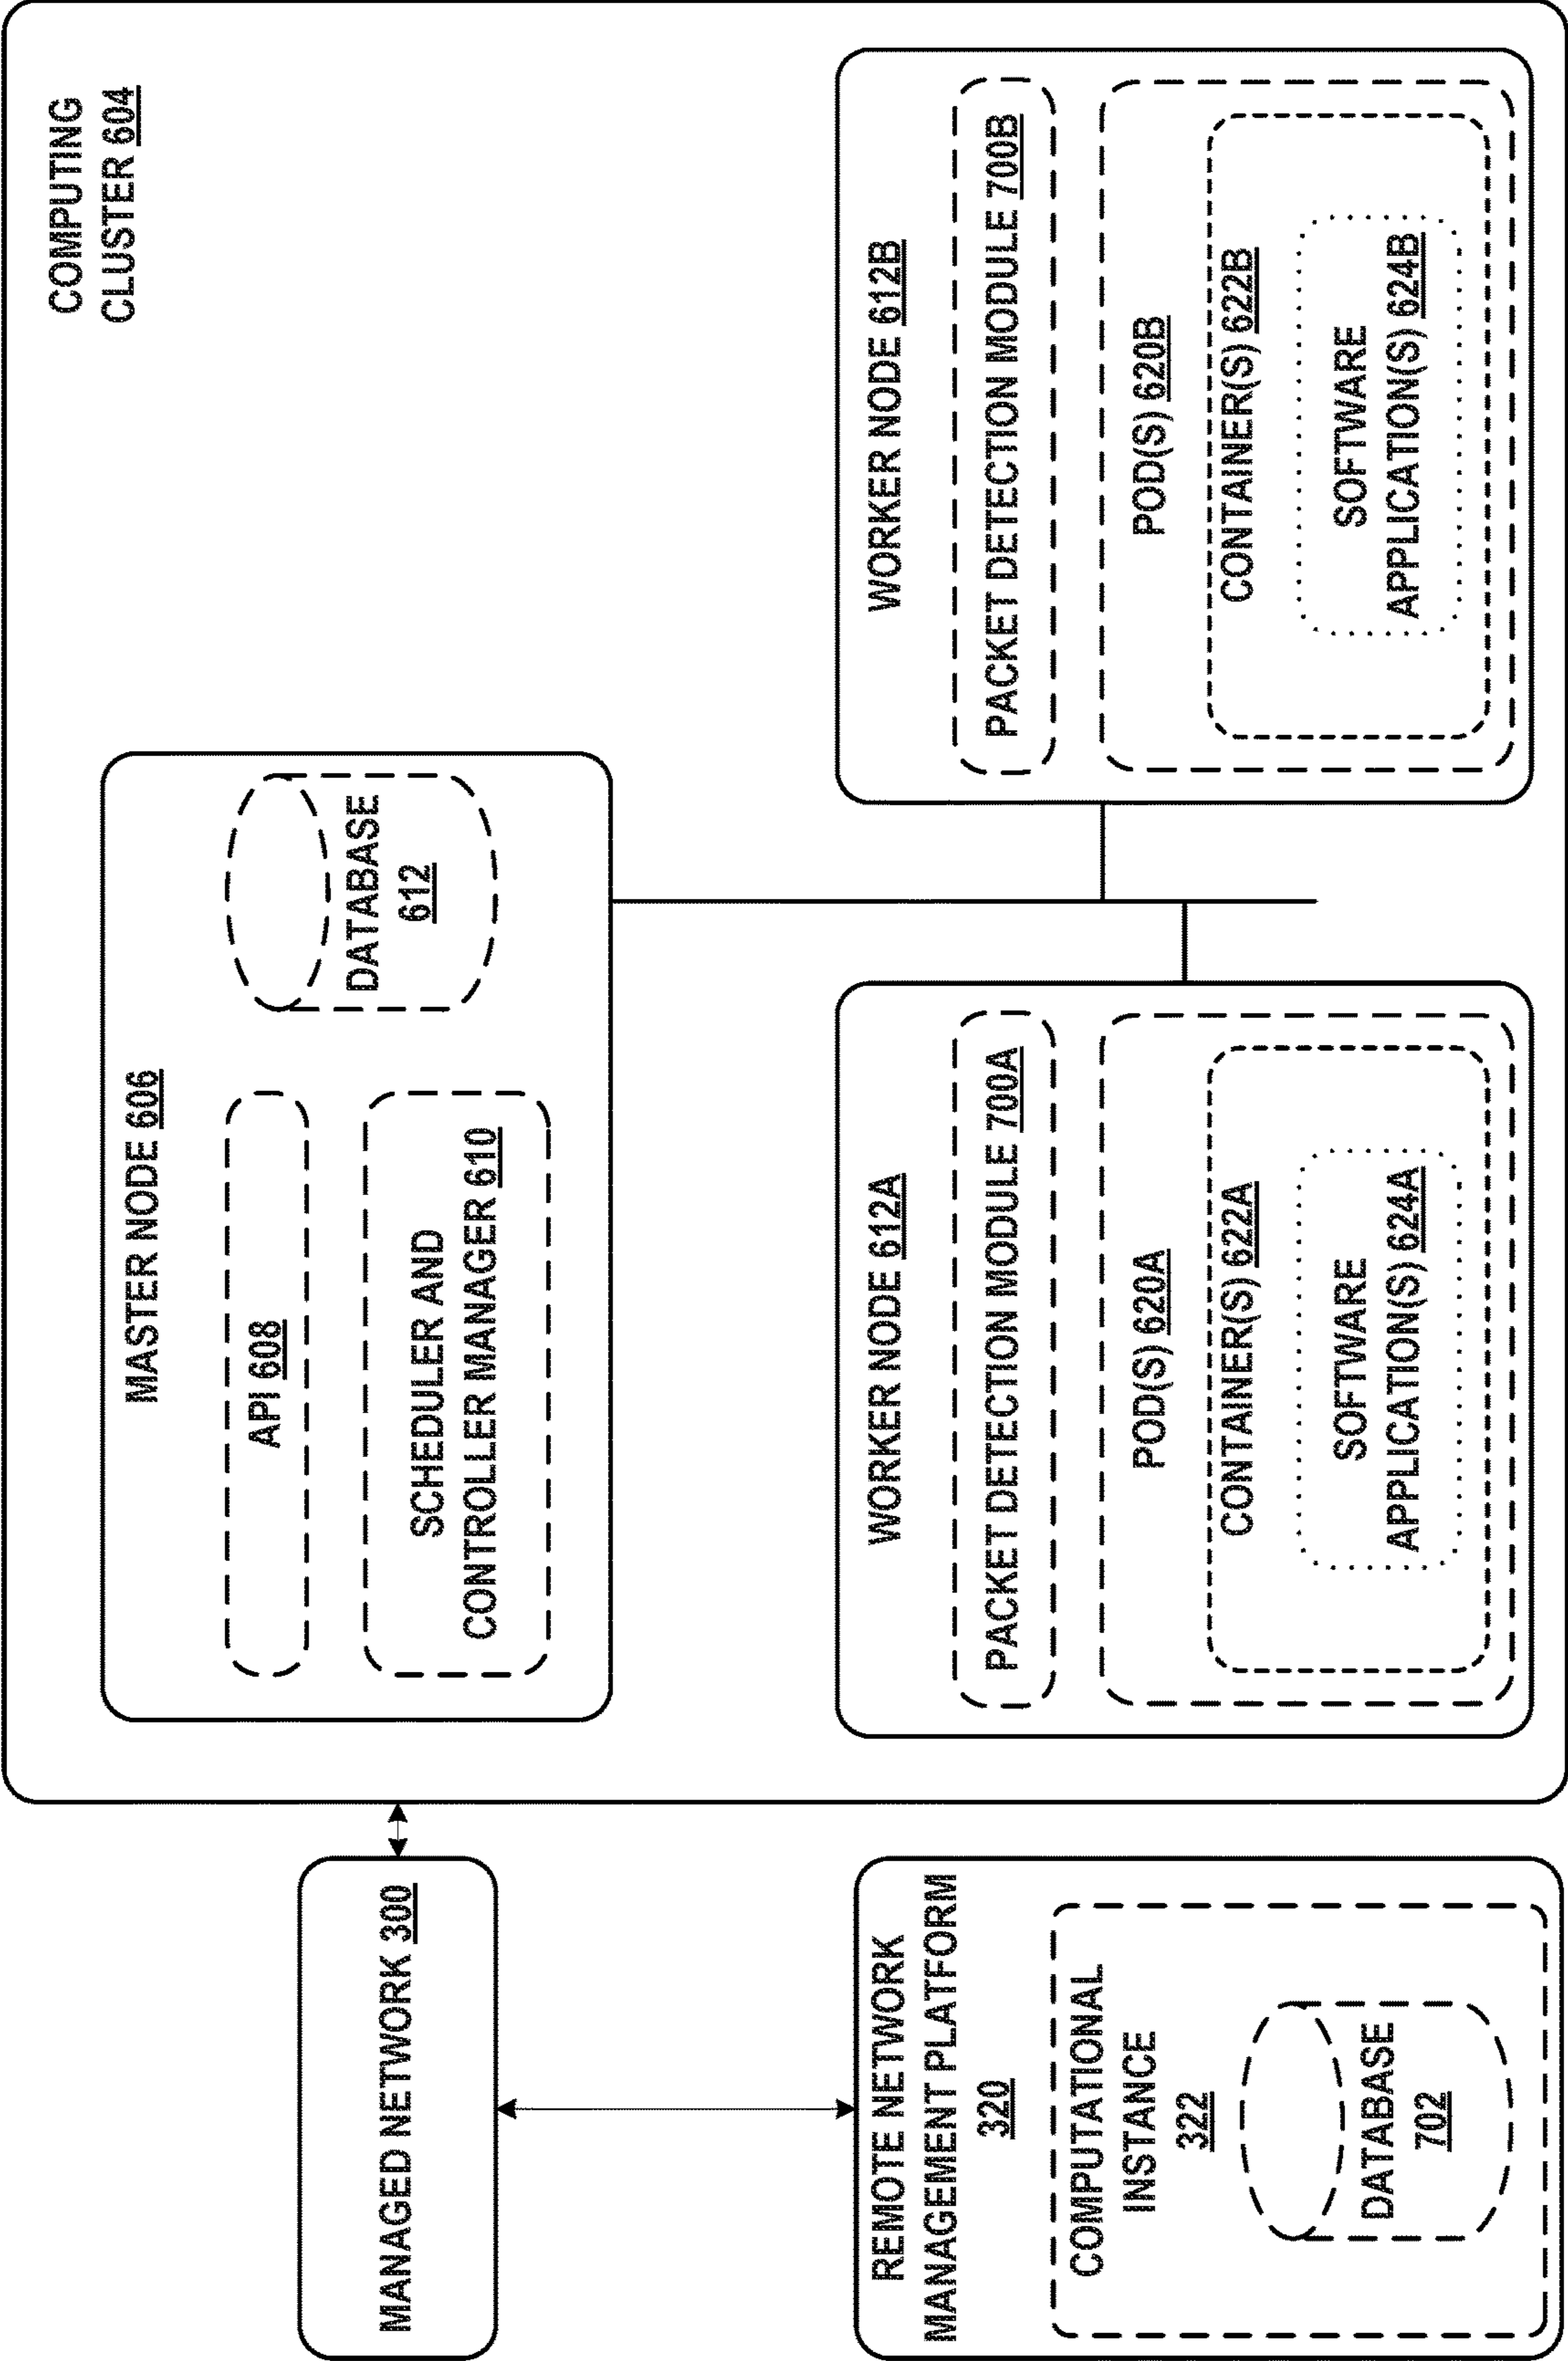 MANAGED NETWORK 300
REMOTE NETWORK
MANAGEMENT PLATFORM
320
COMPUTATIONAL
INSTANCE
322
DATABASE
702
COMPUTING
CLUSTER 604
MASTER NODE 606
API 608
SCHEDULER AND
CONTROLLER MANAGER 610
DATABASE
612
WORKER NODE 612A
PACKET DETECTION MODULE 700A
POD(S) 620A
CONTAINER(S) 622A
SOFTWARE
APPLICATION(S) 624A
WORKER NODE 612B
PACKET DETECTION MODULE 700B
POD(S) 620B
CONTAINER(S) 622B
SOFTWARE
APPLICATION(S) 624B